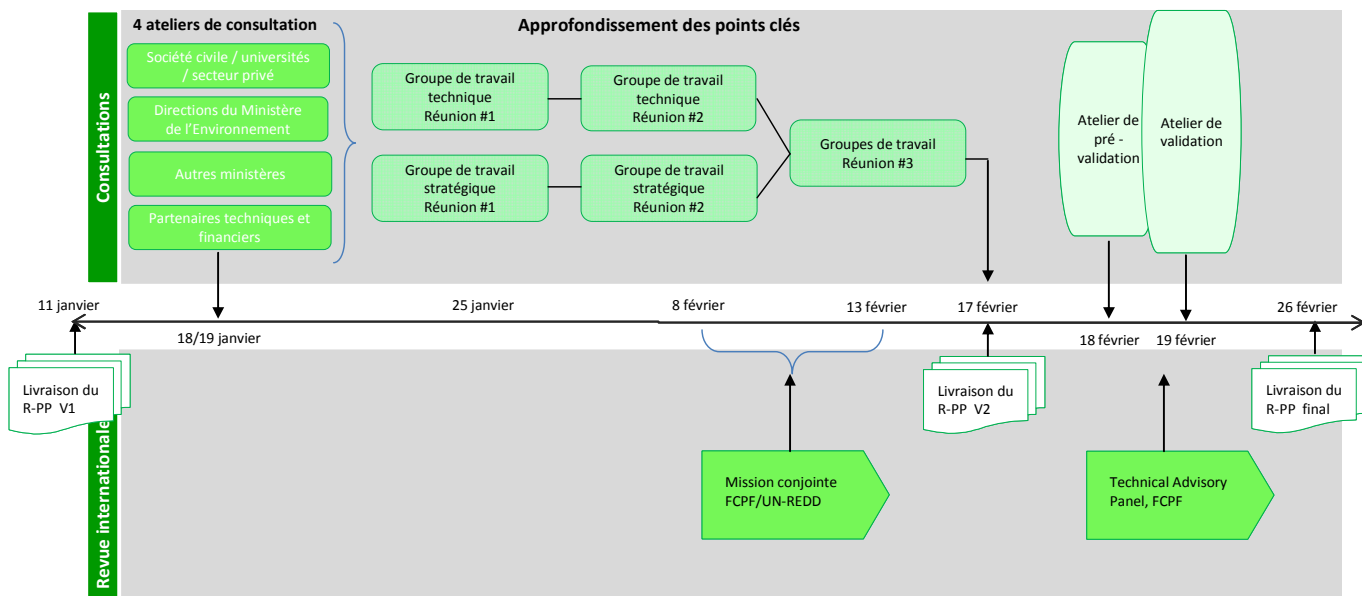 4 ateliers de consultation
Approfondissement des points clés
Consultations
Société civile / universités
/ secteur privé
Directions du Ministère
de l'Environnement
Autres ministères
Partenaires techniques et
financiers
Groupe de travail
technique
Réunion #1
Groupe de travail
technique
Réunion #2
Groupe de travail
stratégique
Réunion #1
Groupe de travail
stratégique
Réunion #2
Groupes de travail
Réunion #3
Atelier de
pré -
validation
Atelier de
validation
11 janvier
25 janvier
8 février
13 février
17 février
26 février
18/19 janvier
18 février
19 février
Livraison du
R-PP V1
Livraison du
R-PP V2
Livraison du
R-PP final
Revue internationale
Mission conjointe
FCPF/UN-REDD
Technical Advisory
Panel, FCPF